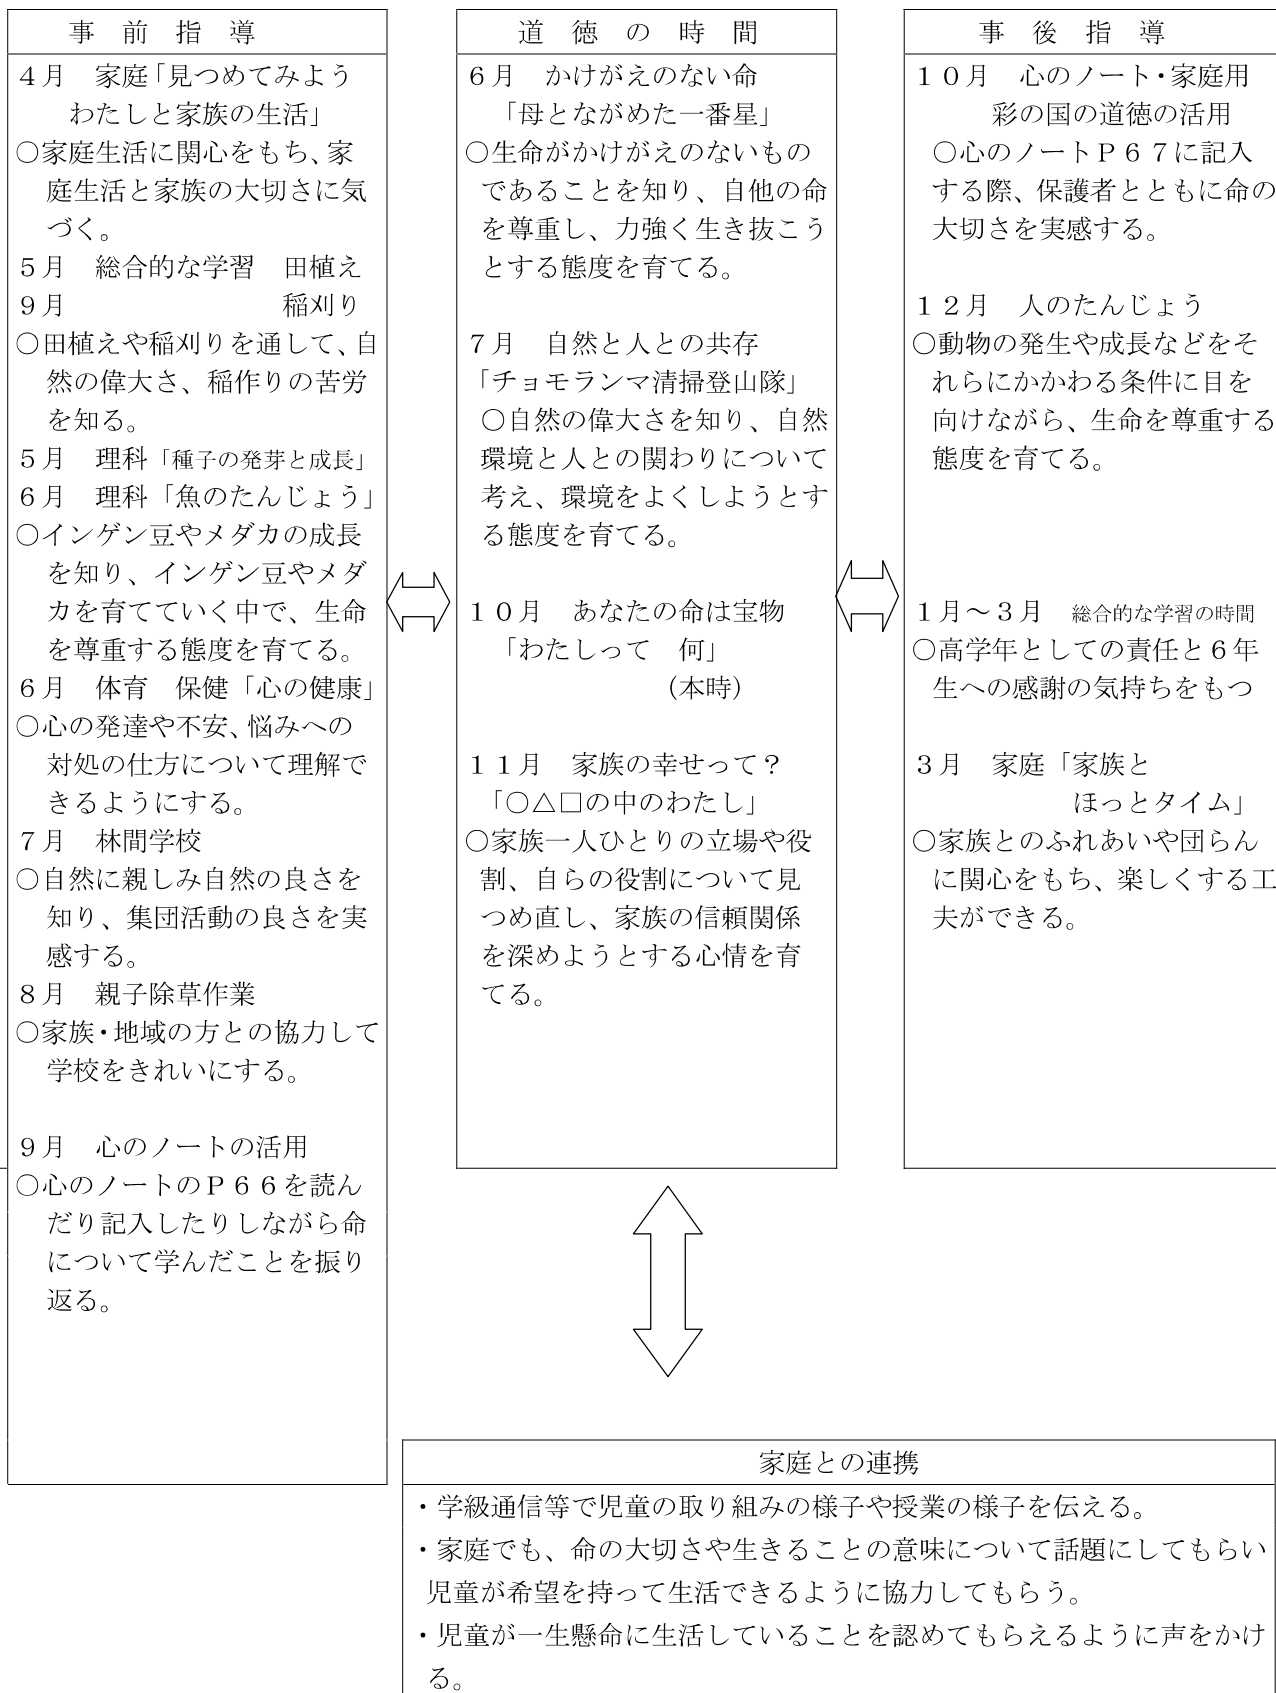 事前指導
４月　家庭「見つめてみよう
わたしと家族の生活」
○家庭生活に関心をもち、家
庭生活と家族の大切さに気
づく。
５月　総合的な学習　田植え
９月　　　　　　　　稲刈り
○田植えや稲刈りを通して、自
然の偉大さ、稲作りの苦労
を知る。
５月　理科「種子の発芽と成長」
６月　理科「魚のたんじょう」
○インゲン豆やメダカの成長
を知り、インゲン豆やメダ
カを育てていく中で、生命
を尊重する態度を育てる。
６月　体育　保健「心の健康」
○心の発達や不安、悩みへの
対処の仕方について理解で
きるようにする。
７月　林間学校
○自然に親しみ自然の良さを
知り、集団活動の良さを実
感する。
８月　親子除草作業
○家族・地域の方との協力して
学校をきれいにする。
９月　心のノートの活用
○心のノートのＰ６６を読ん
だり記入したりしながら命
について学んだことを振り
返る。
道徳の時間
６月　かけがえのない命
「母とながめた一番星」
○生命がかけがえのないもの
であることを知り、自他の命
を尊重し、力強く生き抜こう
とする態度を育てる。
７月　自然と人との共存
「チョモランマ清掃登山隊」
○自然の偉大さを知り、自然
環境と人との関わりについて
考え、環境をよくしようとす
る態度を育てる。
１０月　あなたの命は宝物
「わたしって　何」
（本時）
１１月　家族の幸せって？
「○△□の中のわたし」
○家族一人ひとりの立場や役
割、自らの役割について見
つめ直し、家族の信頼関係
を深めようとする心情を育
てる。
事後指導
１０月　心のノート・家庭用
彩の国の道徳の活用
○心のノートＰ６７に記入
する際、保護者とともに命の
大切さを実感する。
１２月　人のたんじょう
○動物の発生や成長などをそ
れらにかかわる条件に目を
向けながら、生命を尊重する
態度を育てる。
１月～３月　総合的な学習の時間
○高学年としての責任と６年
生への感謝の気持ちをもつ
３月　家庭「家族と
ほっとタイム」
○家族とのふれあいや団らん
に関心をもち、楽しくする工
夫ができる。
家庭との連携
・学級通信等で児童の取り組みの様子や授業の様子を伝える。
・家庭でも、命の大切さや生きることの意味について話題にしてもらい
児童が希望を持って生活できるように協力してもらう。
・児童が一生懸命に生活していることを認めてもらえるように声をかけ
る。